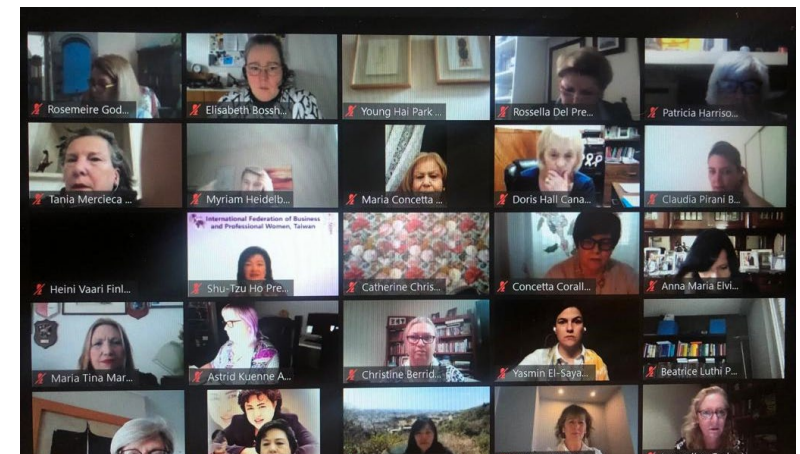 Rosemeire God...
Elisabeth Bossh...
Young Hai Park ...
Rossella Del Pre...
Patricia Harriso...
Tania Mercieca ...
Myriam Heidelb...
Maria Concetta ...
Doris Hall Cana...
Claudia Pirani B...
International Federation of Business
and Professional Women, Taiwan
Heini Vaari Finl...
Shu-Tzu Ho Pre...
Catherine Chris...
Concetta Corall...
Anna Maria Elvi...
Maria Tina Mar...
Astrid Kuenne A...
Christine Berrid...
Yasmin El-Saya...
Beatrice Luthi P...